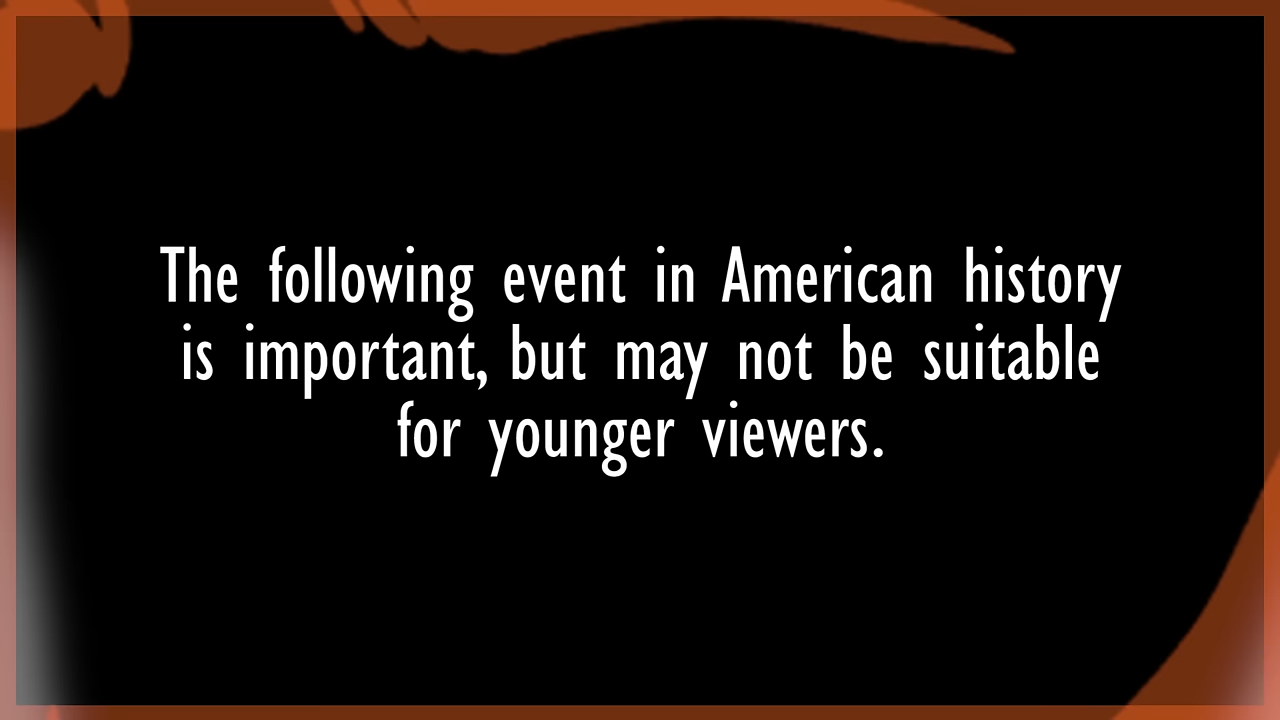 The following event in American history
is important, but may not be suitable
for younger viewers.